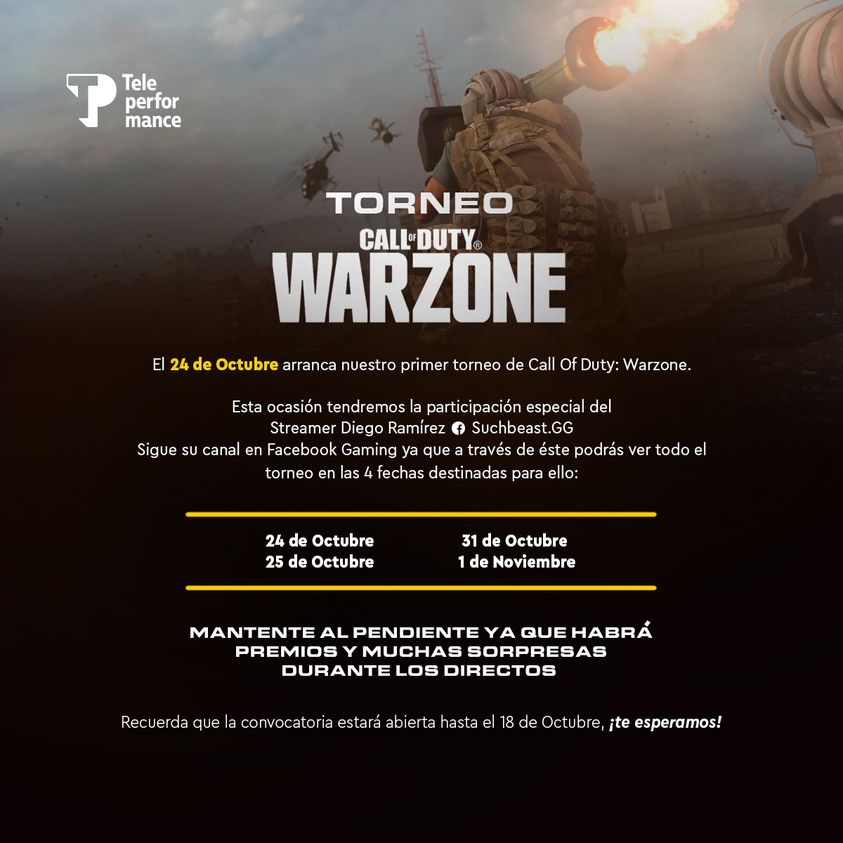 Tele
perfor
mance
TORNEO
CALL OF DUTY®
WARZONE
El 24 de Octubre arranca nuestro primer torneo de Call Of Duty: Warzone.
Esta ocasión tendremos la participación especial del
Streamer Diego Ramírez Suchbeast.GG
Sigue su canal en Facebook Gaming ya que a través de éste podrás ver todo el
torneo en las 4 fechas destinadas para ello:
24 de Octubre 31 de Octubre
25 de Octubre 1 de Noviembre
MANTENTE AL PENDIENTE YA QUE HABRÁ
PREMIOS Y MUCHAS SORPRESAS
DURANTE LOS DIRECTOS
Recuerda que la convocatoria estará abierta hasta el 18 de Octubre, ¡te esperamos!